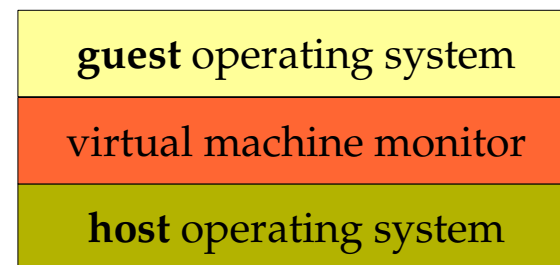 guest operating system
virtual machine monitor
host operating system